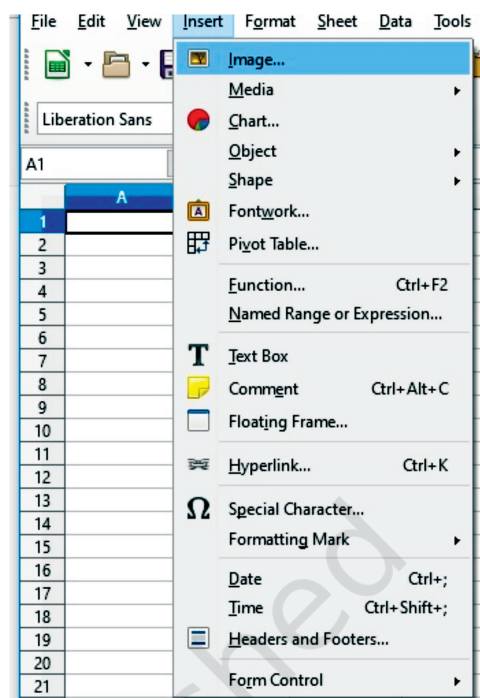 File Edit View Insert Format Sheet Data Tools
Image...
Media
Liberation Sans
Chart...
Object
A1
Shape
A
Fontwork...
Pivot Table...
Function... Ctrl+F2
Named Range or Expression...
Text Box
Comment Ctrl+Alt+C
Floating Frame...
Hyperlink... Ctrl+K
Special Character...
Formatting Mark
Date Ctrl+;
Time Ctrl+Shift+;
Headers and Footers...
Form Control
1
2
3
4
5
6
7
8
9
10
11
12
13
14
15
16
17
18
19
20
21